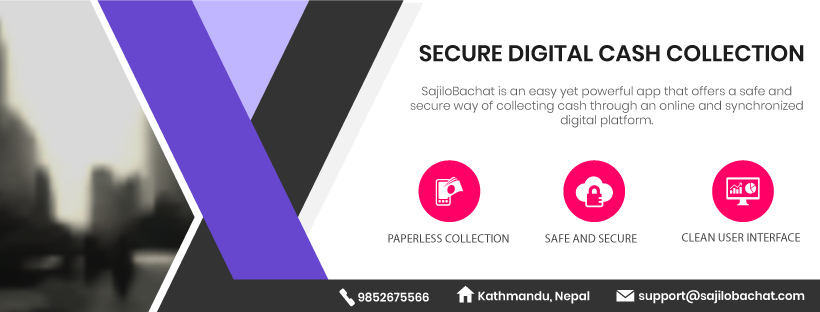 SECURE DIGITAL CASH COLLECTION
SajiloBachat is an easy yet powerful app that offers a safe and
secure way of collecting cash through an online and synchronized
digital platform.
PAPERLESS COLLECTION
SAFE AND SECURE
CLEAN USER INTERFACE
9852675566
Kathmandu, Nepal
support@sajilobachat.com